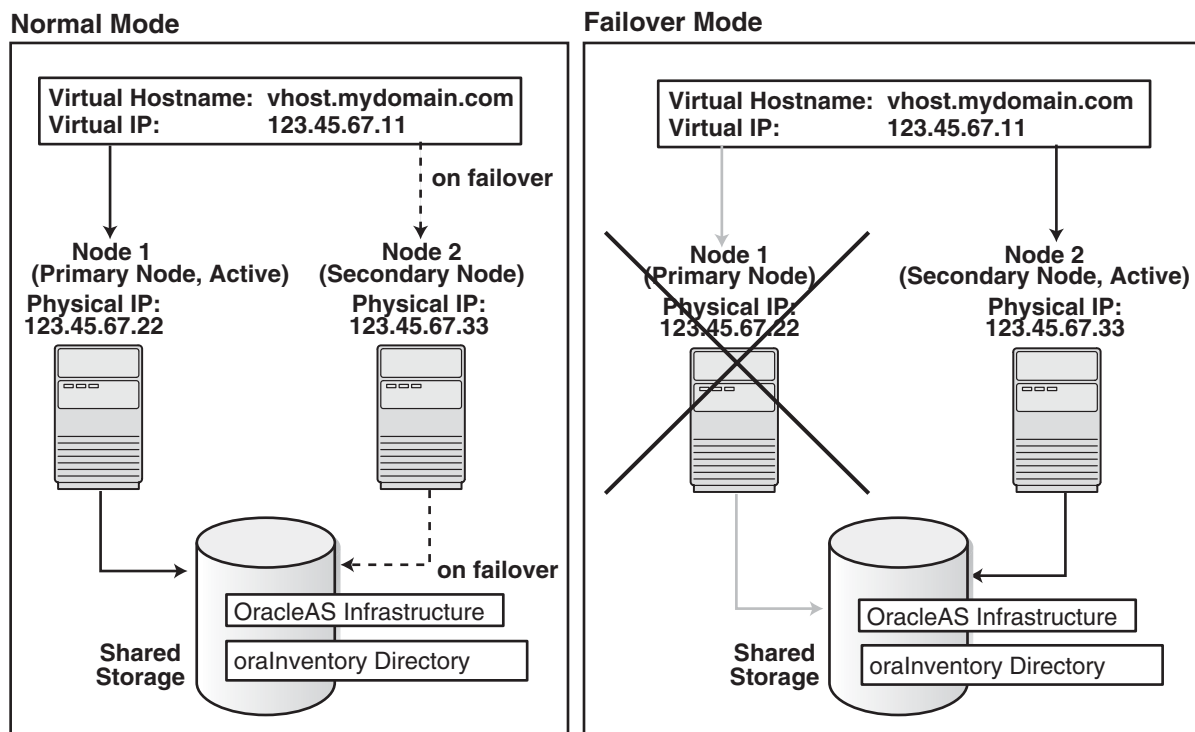 Normal Mode
Virtual Hostname: vhost.mydomain.com
Virtual IP: 123.45.67.11
on failover
Node 1
(Primary Node, Active)
Physical IP:
123.45.67.22
Node 2
(Secondary Node)
Physical IP:
123.45.67.33
on failover
OracleAS Infrastructure
oraInventory Directory
Shared
Storage
Failover Mode
Virtual Hostname: vhost.mydomain.com
Virtual IP: 123.45.67.11
Node 1
(Primary Node)
Physical IP:
123.45.67.22
Node 2
(Secondary Node, Active)
Physical IP:
123.45.67.33
OracleAS Infrastructure
oraInventory Directory
Shared
Storage